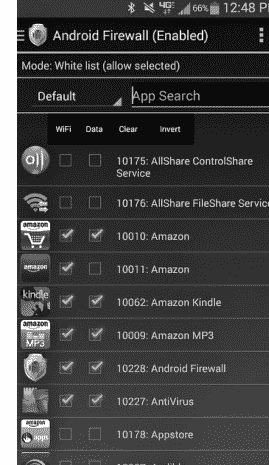 4G 66% 12:48 P
Android Firewall (Enabled)
Mode: White list (allow selected)
Default App Search
WiFi Data Clear Invert
10175: AllShare ControlShare
Service
10176: AllShare FileShare Servic
amazon
10010: Amazon
amazon
10011: Amazon
kindle
10062: Amazon Kindle
amazon
MP3
10009: Amazon MP3
10228: Android Firewall
10227: AntiVirus
amazon
apps
10178: Appstore